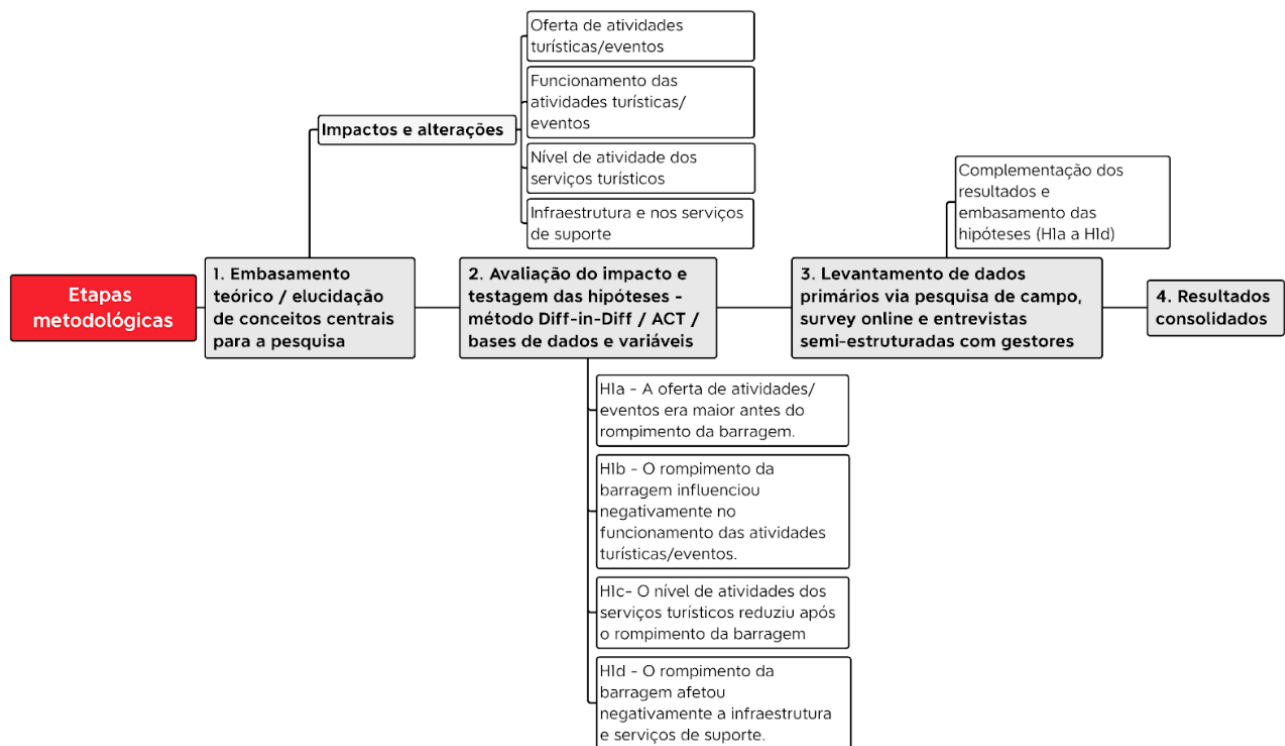 Oferta de atividades
turísticas/eventos
Funcionamento das
atividades turísticas/
eventos
Impactos e alterações
Nível de atividade dos
serviços turísticos
Infraestrutura e nos serviços
de suporte
Complementação dos
resultados e
embasamento das
hipóteses (H1a a H1d)
Etapas
metodológicas
1. Embasamento
teórico / elucidação
de conceitos centrais
para a pesquisa
2. Avaliação do impacto e
testagem das hipóteses -
método Diff-in-Diff / ACT /
bases de dados e variáveis
3. Levantamento de dados
primários via pesquisa de campo,
survey online e entrevistas
semi-estruturadas com gestores
4. Resultados
consolidados
H1a - A oferta de atividades/
eventos era maior antes do
rompimento da barragem.
H1b - O rompimento da
barragem influenciou
negativamente no
funcionamento das atividades
turísticas/eventos.
H1c- O nível de atividades dos
serviços turísticos reduziu após
o rompimento da barragem
H1d - O rompimento da
barragem afetou
negativamente a infraestrutura
e serviços de suporte.